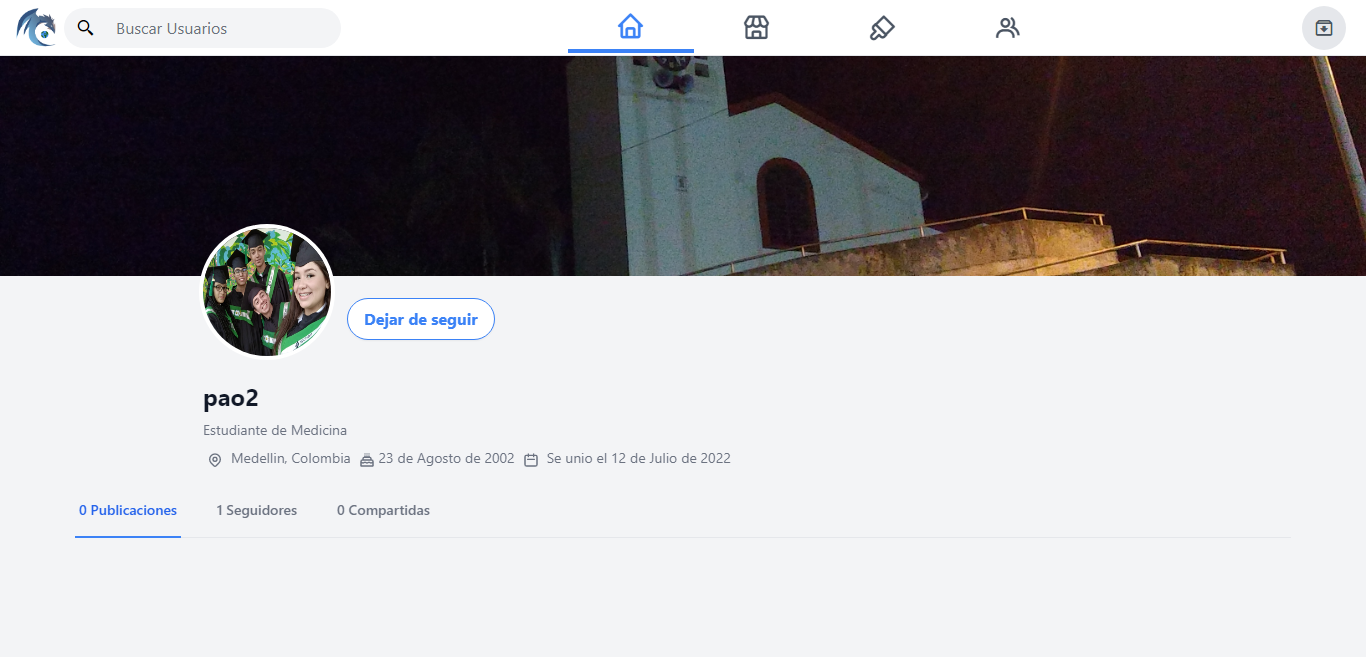 Buscar Usuarios
Dejar de seguir
pao2
Estudiante de Medicina
Medellin, Colombia 23 de Agosto de 2002 Se unio el 12 de Julio de 2022
0 Publicaciones 1 Seguidores 0 Compartidas